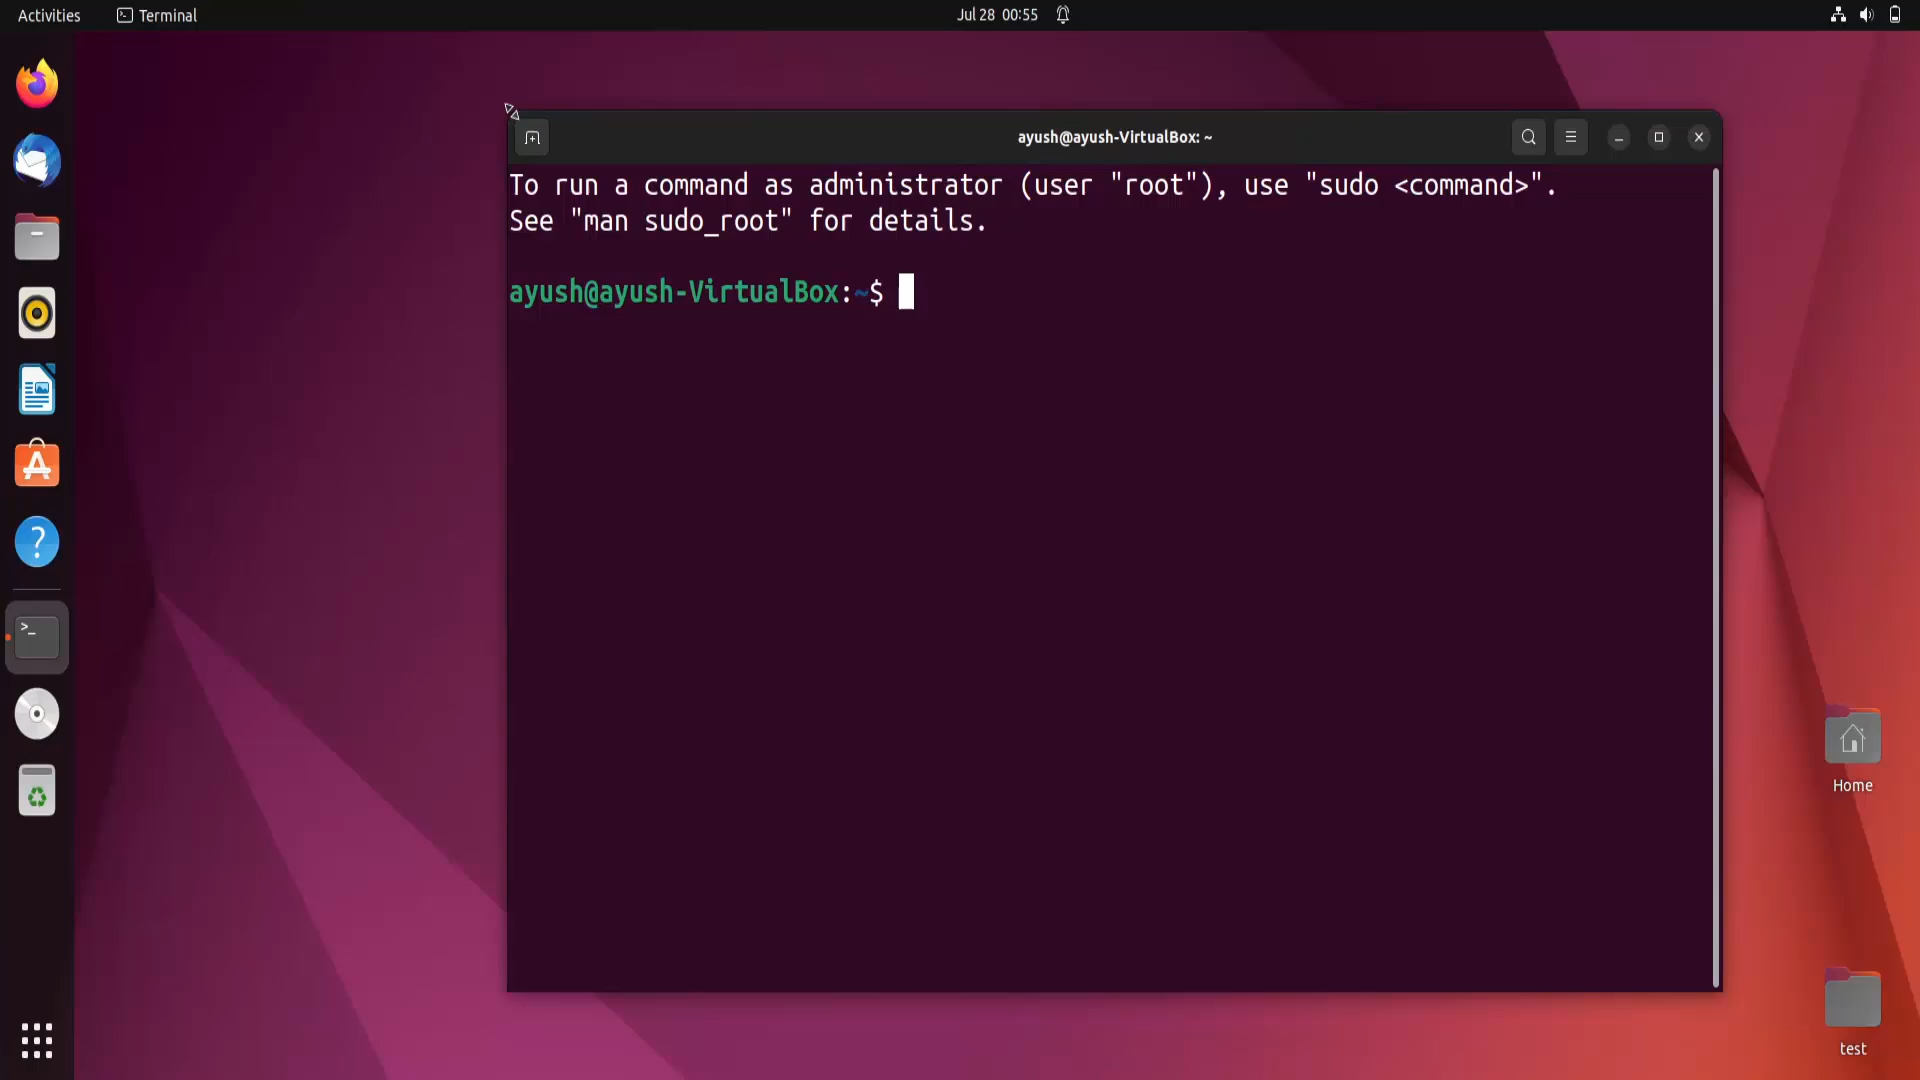 Activities
Terminal
Jul 28 00:55
ayush@ayush-VirtualBox: ~
To run a command as administrator (user "root"), use "sudo <command>".
See "man sudo_root" for details.
ayush@ayush-VirtualBox:~$
Home
test